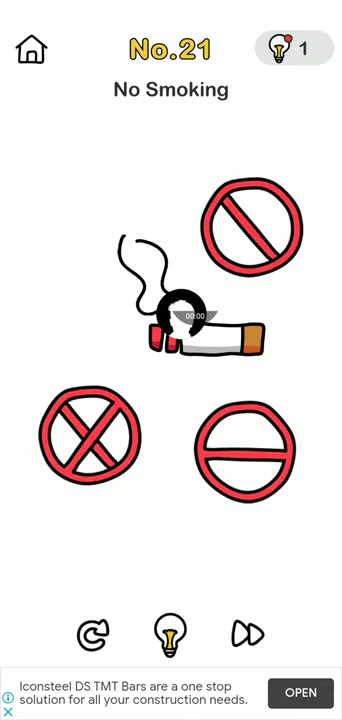 No.21
1
No Smoking
00:00
Iconsteel DS TMT Bars are a one stop
solution for all your construction needs.
OPEN